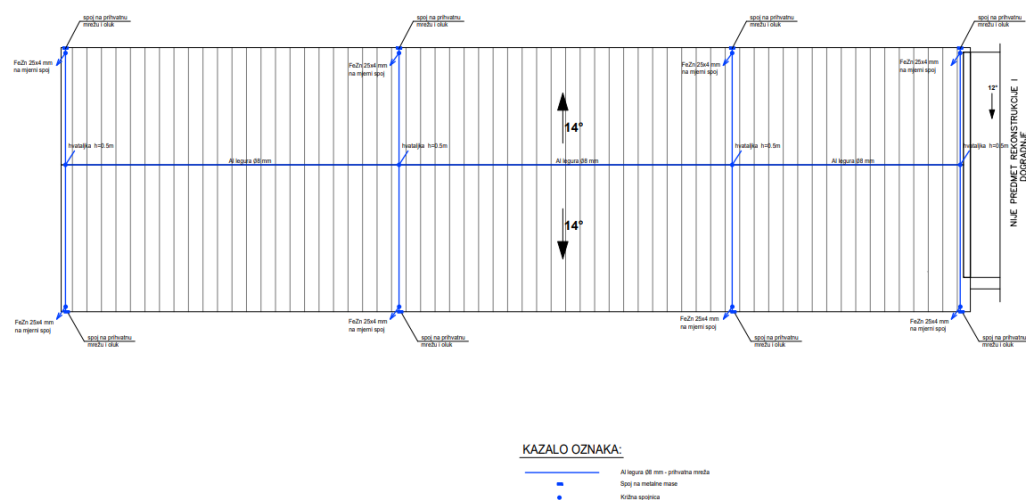 spoj na prihvatnu
mrežu i oluk
spoj na prihvatnu
mrežu i oluk
spoj na prihvatnu
mrežu i oluk
spoj na prihvatnu
mrežu i oluk
FeZn 25x4 mm
na mjerni spoj
FeZn 25x4 mm
na mjerni spoj
FeZn 25x4 mm
na mjerni spoj
FeZn 25x4 mm
na mjerni spoj
12°
14°
NIJE PREDMET REKONSTRUKCIJE I
DOGRADNJE
hvataljka h=0.5m
hvataljka h=0.5m
hvataljka h=0.5m
hvataljka h=0.5m
Al legura Ø8 mm
Al legura Ø8 mm
Al legura Ø8 mm
14°
FeZn 25x4 mm
na mjerni spoj
FeZn 25x4 mm
na mjerni spoj
FeZn 25x4 mm
na mjerni spoj
FeZn 25x4 mm
na mjerni spoj
spoj na prihvatnu
mrežu i oluk
spoj na prihvatnu
mrežu i oluk
spoj na prihvatnu
mrežu i oluk
spoj na prihvatnu
mrežu i oluk
KAZALO OZNAKA:
Al legura Ø8 mm - prihvatna mreža
Spoj na metalne mase
Križna spojnica